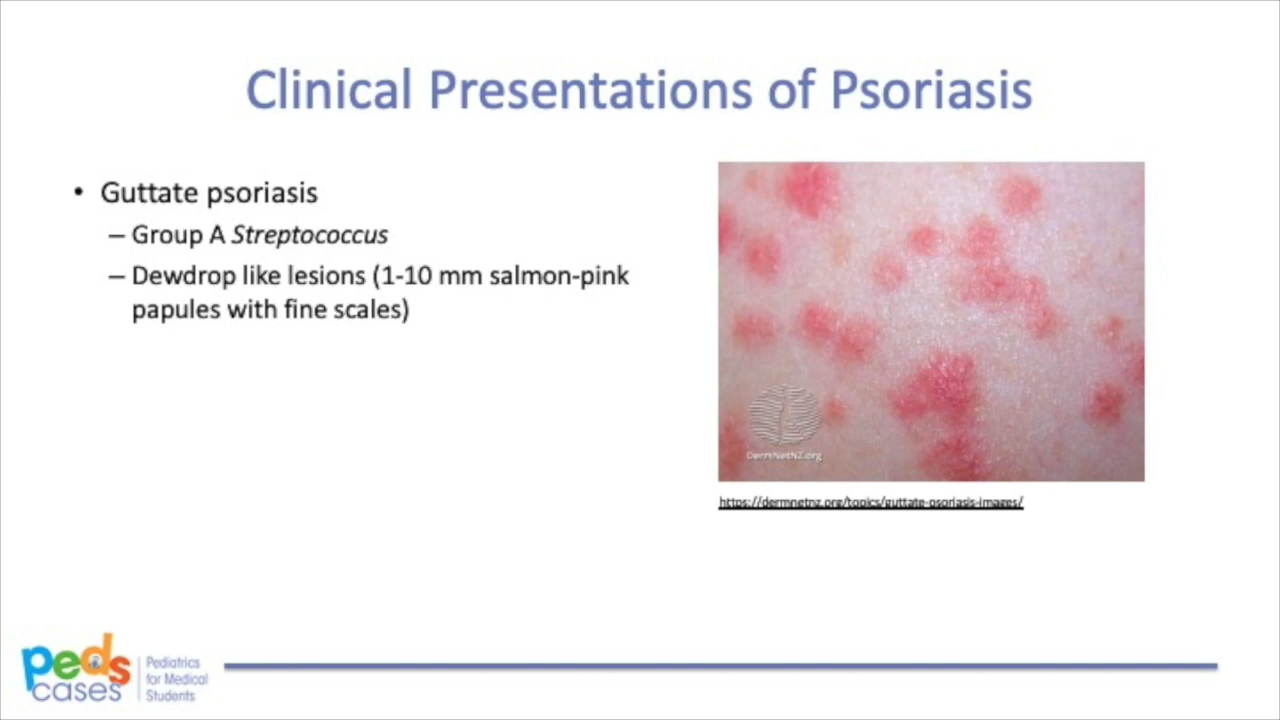 Clinical Presentations of Psoriasis
• Guttate psoriasis
– Group A Streptococcus
– Dewdrop like lesions (1-10 mm salmon-pink
papules with fine scales)
DermNetNZ.org
https://dermnetnz.org/topics/guttate-psoriasis-images/
peds
cases
Pediatrics
for Medical
Students